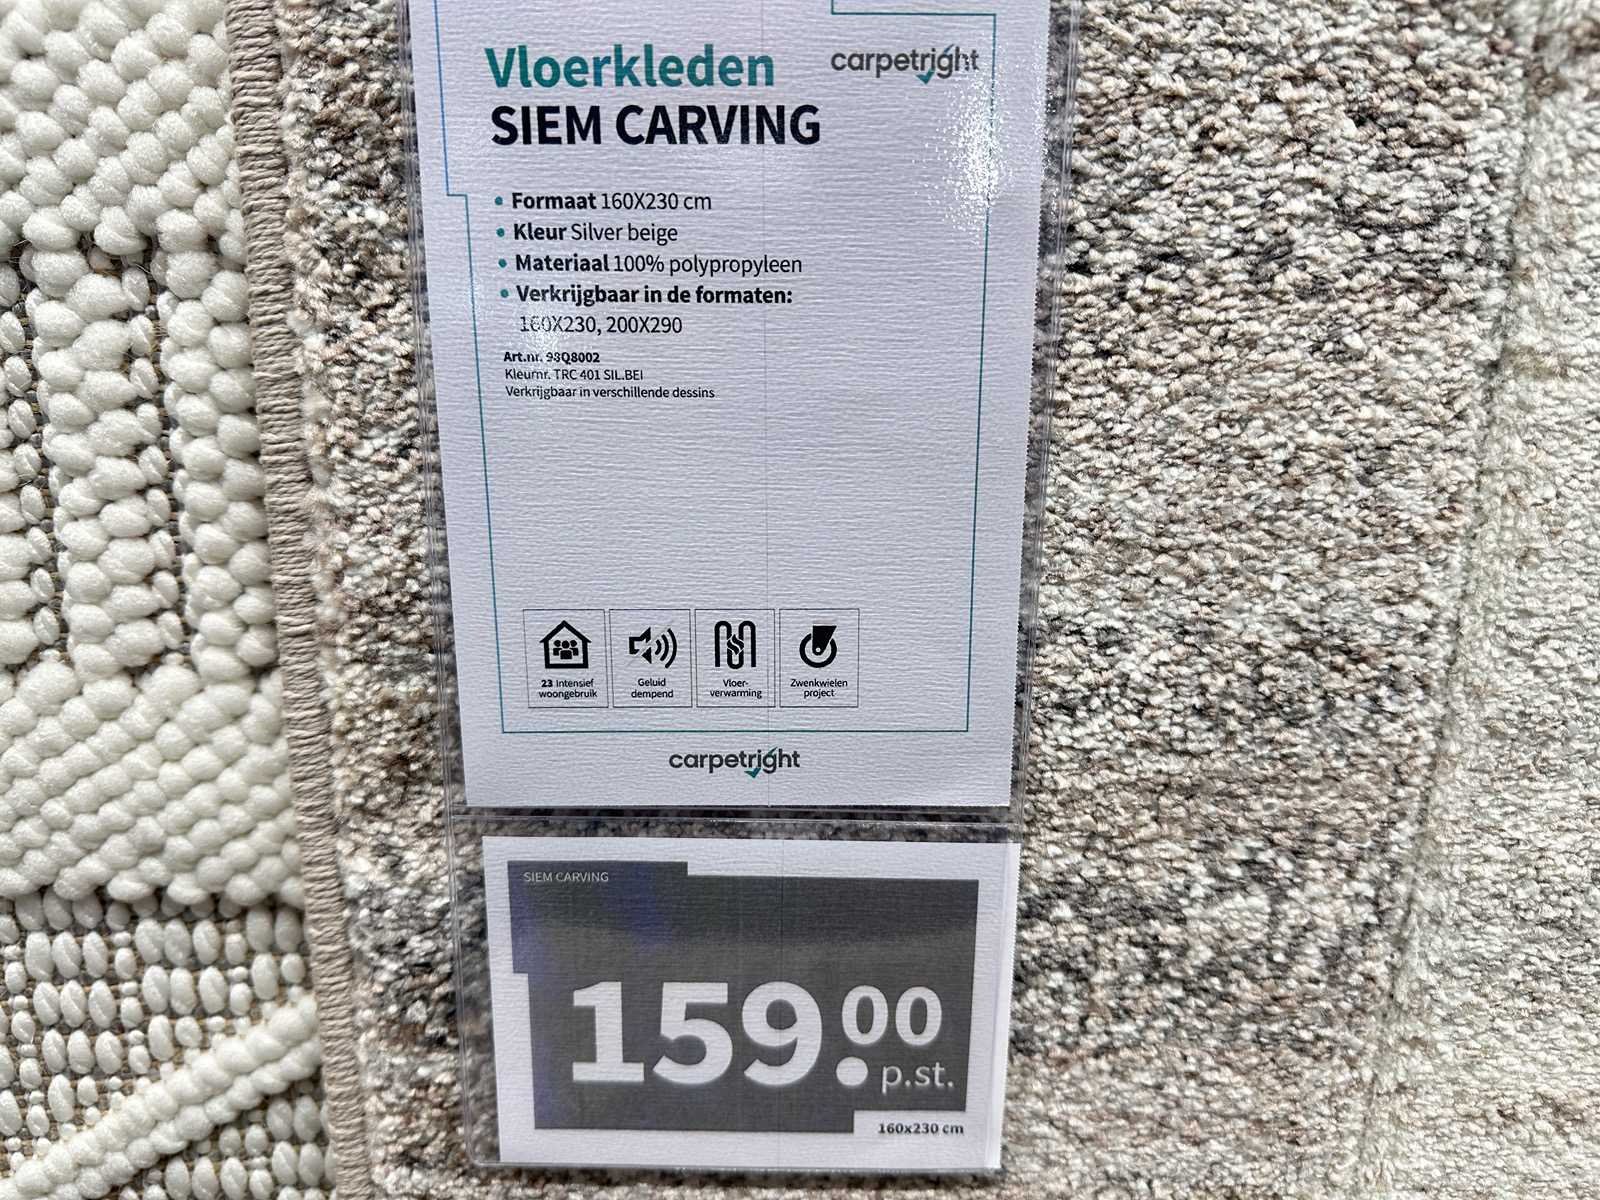 Vloerkleden
carpetright
SIEM CARVING
• Formaat 160X230 cm
• Kleur Silver beige
• Materiaal 100% polypropyleen
• Verkrijgbaar in de formaten:
160X230, 200X290
Art.nr. 98Q8002
Kleurnr. TRC 401 SIL.BEI
Verkrijgbaar in verschillende dessins
23 Intensief
woongebruik
Geluid
dempend
Vloer-
verwarming
Zwenkwielen
project
carpetright
SIEM CARVING
159.00
p.st.
160x230 cm